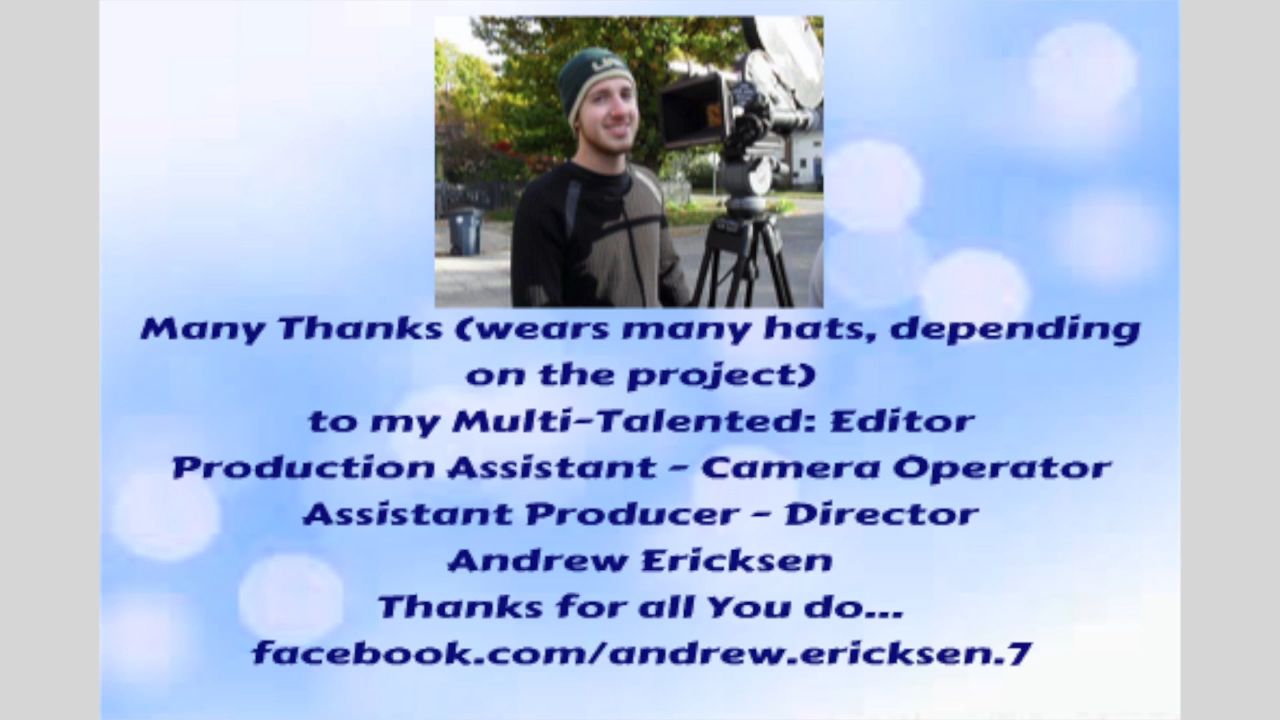 Many Thanks (wears many hats, depending
on the project)
to my Multi-Talented: Editor
Production Assistant - Camera Operator
Assistant Producer - Director
Andrew Ericksen
Thanks for all You do...
facebook.com/andrew.ericksen.7